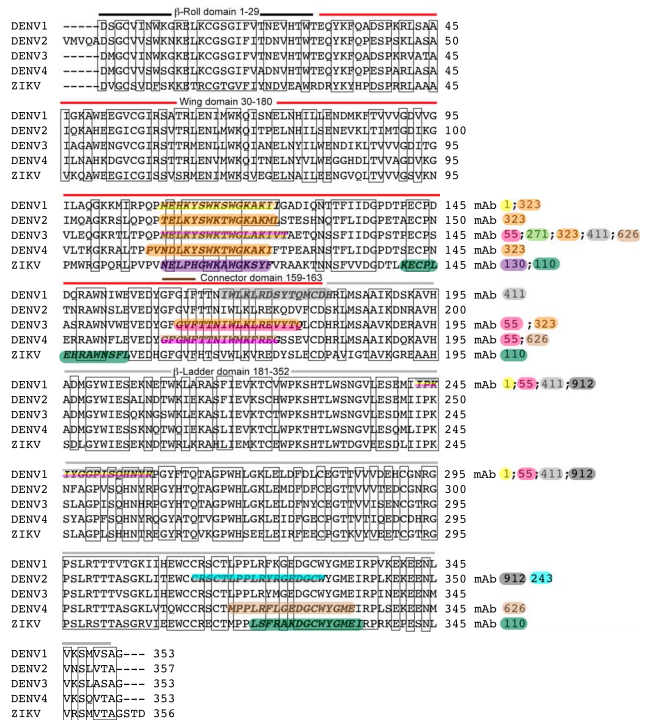 β-Roll domain 1-29
DENV1 -----DSGCVINWKGRELKCGSGIFVTNEVHTWTEQYKFQADSPKRLSAA 45
DENV2 VMVQADSGCVVSWKNKELKCGSGIFITDNVHTWTEQYKFQPESPSKLASA 50
DENV3 -----DMGCVINWKGKELKCGSGIFVTNEVHTWTEQYKFQADSPKRVATA 45
DENV4 -----DMGCVVSWSGKELKCGSGIFVADNVHTWTEQYKFQPESPARLASA 45
ZIKV -----DVGCSVDFSKKETRCGTGVFIYNDVEAWRDRYKYHPDSPRRLAAA 45
Wing domain 30-180
DENV1 IGKAWEEGVCGIRSATRLENIMWKQISNELNHILLENDMKFTVVVGDVVG 95
DENV2 IQKAHEEGICGIRSVTRLENLMWKQITPELNHILSENEVKLTIMTGDIKG 100
DENV3 IAGAWENGVCGIRSTTRMENLLWKQIANELNYILWENNIKLTVVVGDITG 95
DENV4 ILNAHKDGVCGIRSTTRLENVMWKQITNELNYVLWEGGHDLTVVAGDVKG 95
ZIKV VKQAWEEGICGISSVSRMENIMWKSVEGELNAILEENGVQLTVVVGSVKN 95
DENV1 ILAQGKKMIRPQPMEHKYSWKSWGKAKIIGADIQNTTFIIDGPDTPECPD 145 mAb 1;323
DENV2 IMQAGKRSLQPQPTELKYSWKTWGKAKMLSTESHNQTFLIDGPETAECPN 150 mAb 323
DENV3 VLEQGKRTLTPQPMELKYSWKTWGLAKIVTAETQNSSFIIDGPSTPECPS 145 mAb 55;271;323;411;626
DENV4 VLTKGKRALTPPVNDLKYSWKTWGKAKIFTPEARNSTFLIDGPDTSECPN 145 mAb 323
ZIKV PMWRGPQRLPVPVNELPHGWKAWGKSYFVRAAKTNNSFVVDGDTLKECPL 145 mAb 130;110
Connector domain 159-163
DENV1 DQRAWNIWEVEDYGFGIFTTNIWLKLRDSYTQMCDHRLMSAAIKDSKAVH 195 mAb 411
DENV2 TNRAWNSLEVEDYGFGVFTTNIWLKLREKQDVFCDSKLMSAAIKDNRAVH 200
DENV3 ASRAWNVWEVEDYGFGVFTTNIWLKLREVYTQLCDHRLMSAAVKDERAVH 195 mAb 55 ;323
DENV4 ERRAWNFLEVEDYGFGMFTTNIWMKFREGSSEVCDHRLMSAAIKDQKAVH 195 mAb 55;626
ZIKV EHRAWNSFLVEDHGFGVFHTSVWLKVREDYSLECDPAVIGTAVKGREAAH 195 mAb 110
β-Ladder domain 181-352
DENV1 ADMGYWIESEKNETWKLARASFIEVKTCVWPKSHTLWSNGVLESEMIIPK 245 mAb 1;55;411;912
DENV2 ADMGYWIESALNDTWKIEKASFIEVKSCHWPKSHTLWSNGVLESEMIIPK 250
DENV3 ADMGYWIESQKNGSWKLEKASLIEVKTCTWPKSHTLWSNGVLESDMIIPK 245
DENV4 ADMGYWIESSKNQTWQIEKASLIEVKTCLWPKTHTLWSNGVLESQMLIPK 245
ZIKV SDLGYWIESEKNDTWRLKRAHLIEMKTCEWPKSHTLWTDGVEESDLIIPK 245
DENV1 IYGGPISQHNYRPGYFTQTAGPWHLGKLELDFDLCEGTTVVVDEHCGNRG 295 mAb 1;55;411;912
DENV2 NFAGPVSQHNYRPGYHTQTAGPWHLGKLEMDFDFCEGTTVVVTEDCGNRG 300
DENV3 SLAGPISQHNYRPGYHTQTAGPWHLGKLELDFNYCEGTTVVISENCGTRG 295
DENV4 SYAGPFSQHNYRQGYATQTVGPWHLGKLEIDFGECPGTTVTIQEDCDHRG 295
ZIKV SLAGPLSHHNTREGYRTQVKGPWHSEELEIRFEECPGTKVYVEETCGTRG 295
DENV1 PSLRTTTVTGKIIHEWCCRSCTLPPLRFKGEDGCWYGMEIRPVKEKEENL 345
DENV2 PSLRTTTASGKLITEWCCRSCTLPPLRYRGEDGCWYGMEIRPLKEKEENL 350 mAb 912 243
DENV3 PSLRTTTVSGKLIHEWCCRSCTLPPLRYMGEDGCWYGMEIRPINEKEENM 345
DENV4 PSLRTTTASGKLVTQWCCRSCTMPPLRFLGEDGCWYGMEIRPLSEKEENM 345 mAb 626
ZIKV PSLRSTTASGRVIEEWCCRECTMPPLSFRAKDGCWYGMEIRPRKEPESNL 345 mAb 110
DENV1 VKSMVSAG--- 353
DENV2 VNSLVTA---- 357
DENV3 VKSLASAG--- 353
DENV4 VKSQVTAG--- 353
ZIKV VRSMVTAGSTD 356